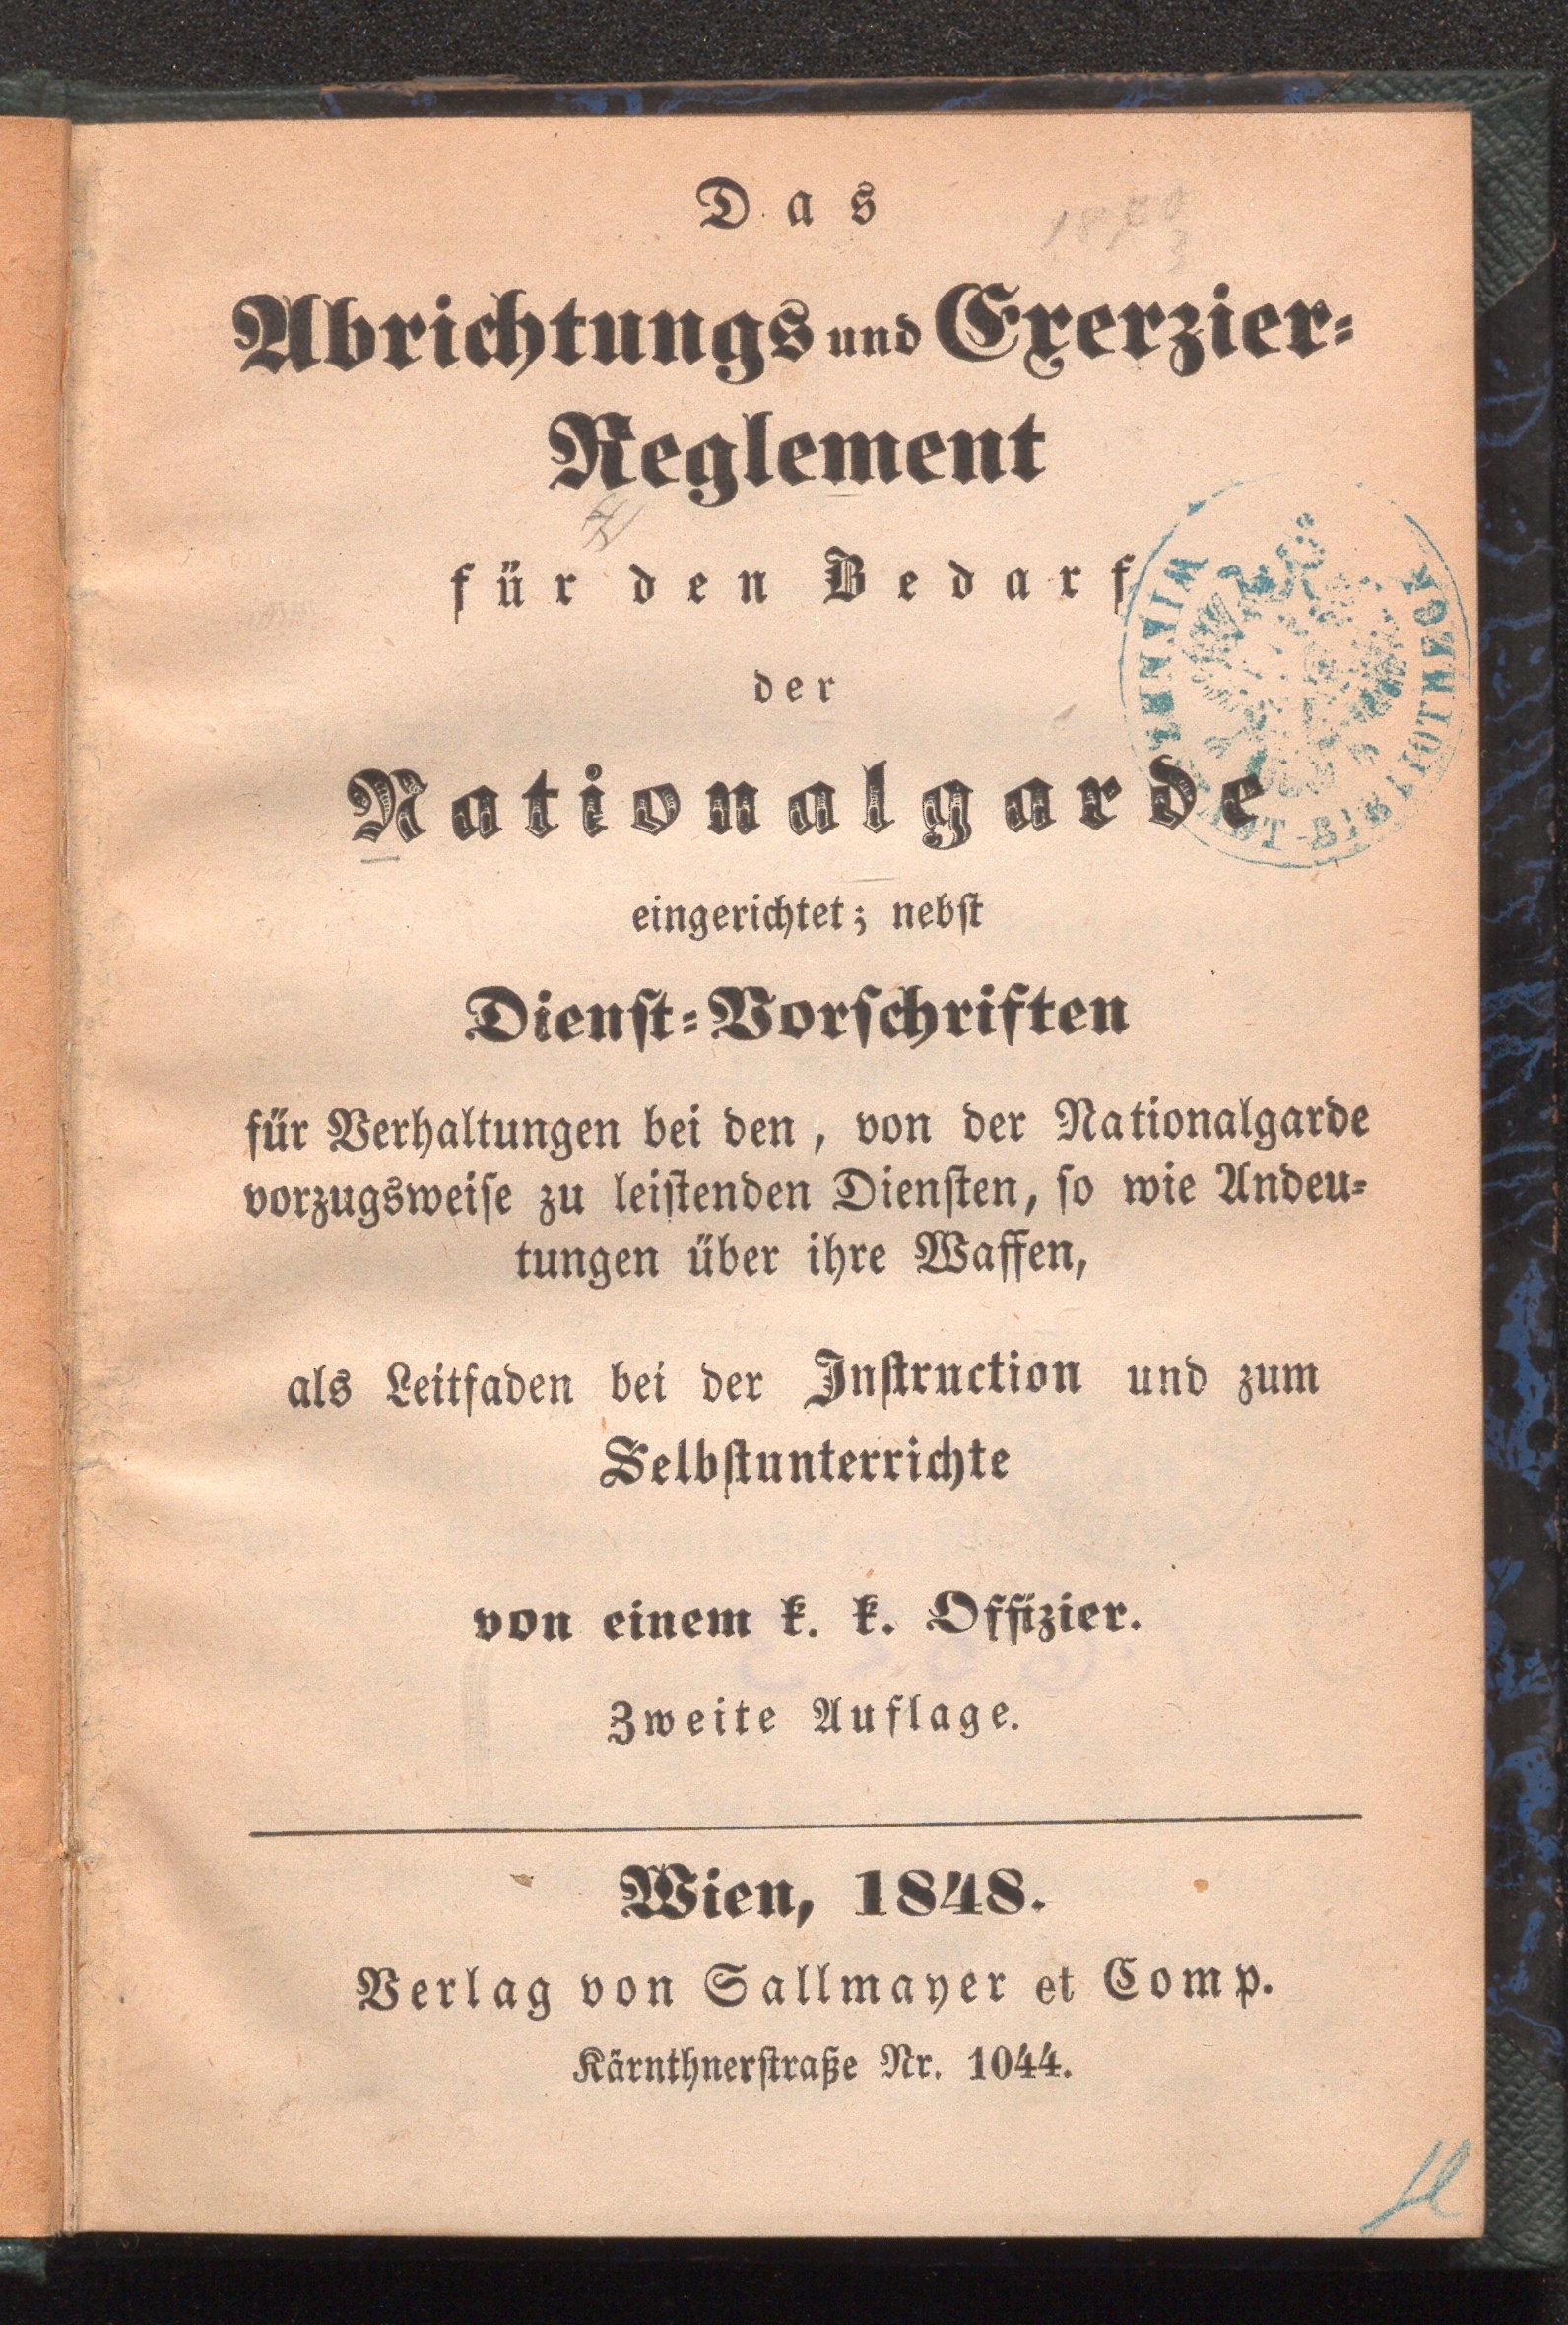 Das
Abrichtungs und Exerzier-
Reglement
für den Bedarf
der
Nationalgarde
eingerichtet; nebst
Dienst-Vorschriften
für Verhaltungen bei den, von der Nationalgarde
vorzugsweise zu leistenden Diensten, so wie Andeu-
tungen über ihre Waffen,
als Leitfaden bei der Instruction und zum
Selbstunterrichte
von einem k. k. Offizier.
Zweite Auflage.
Wien, 1848.
Verlag von Sallmayer et Comp.
Kärnthnerstraße Nr. 1044.